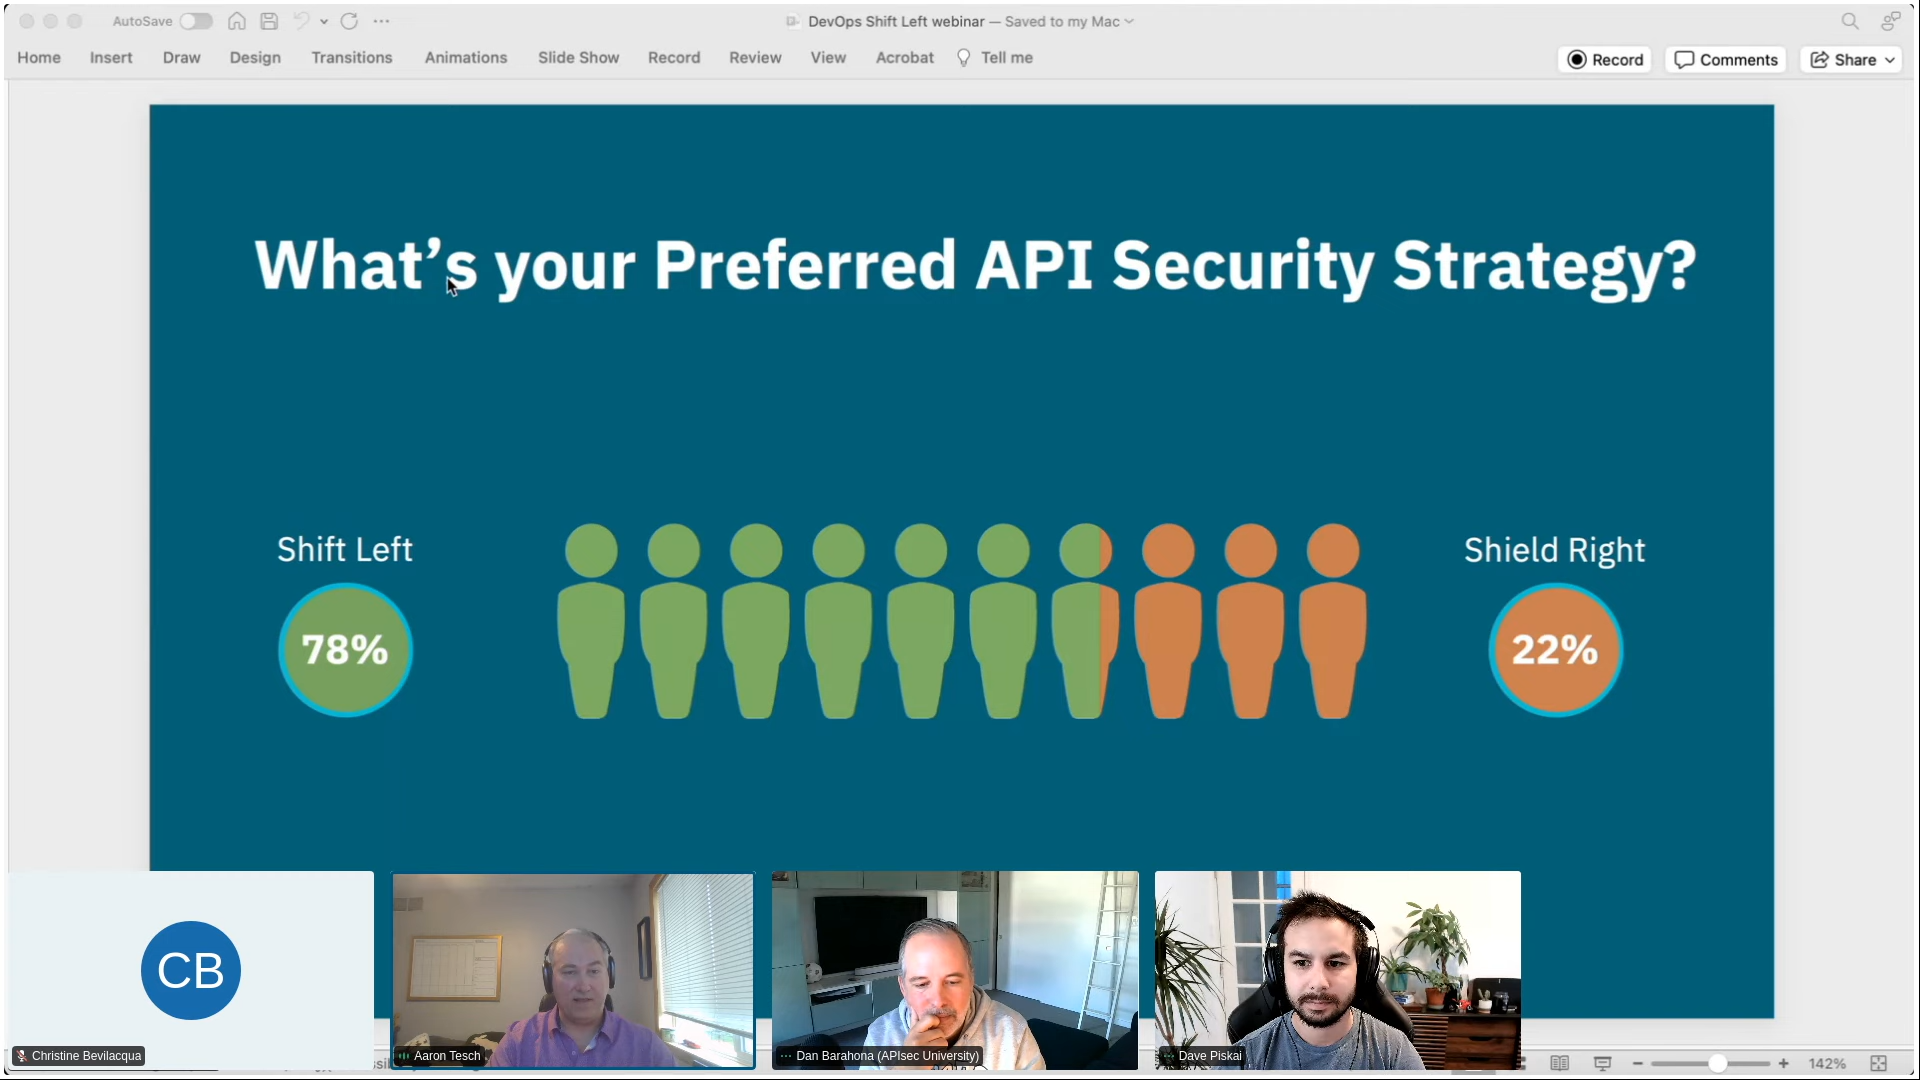 AutoSave
DevOps Shift Left webinar — Saved to my Mac
Home Insert Draw Design Transitions Animations Slide Show Record Review View Acrobat Tell me Record Comments Share
What’s your Preferred API Security Strategy?
Shift Left
78%
Shield Right
22%
CB
Christine Bevilacqua
Aaron Tesch
Dan Barahona (APIsec University)
Dave Piskai
142%